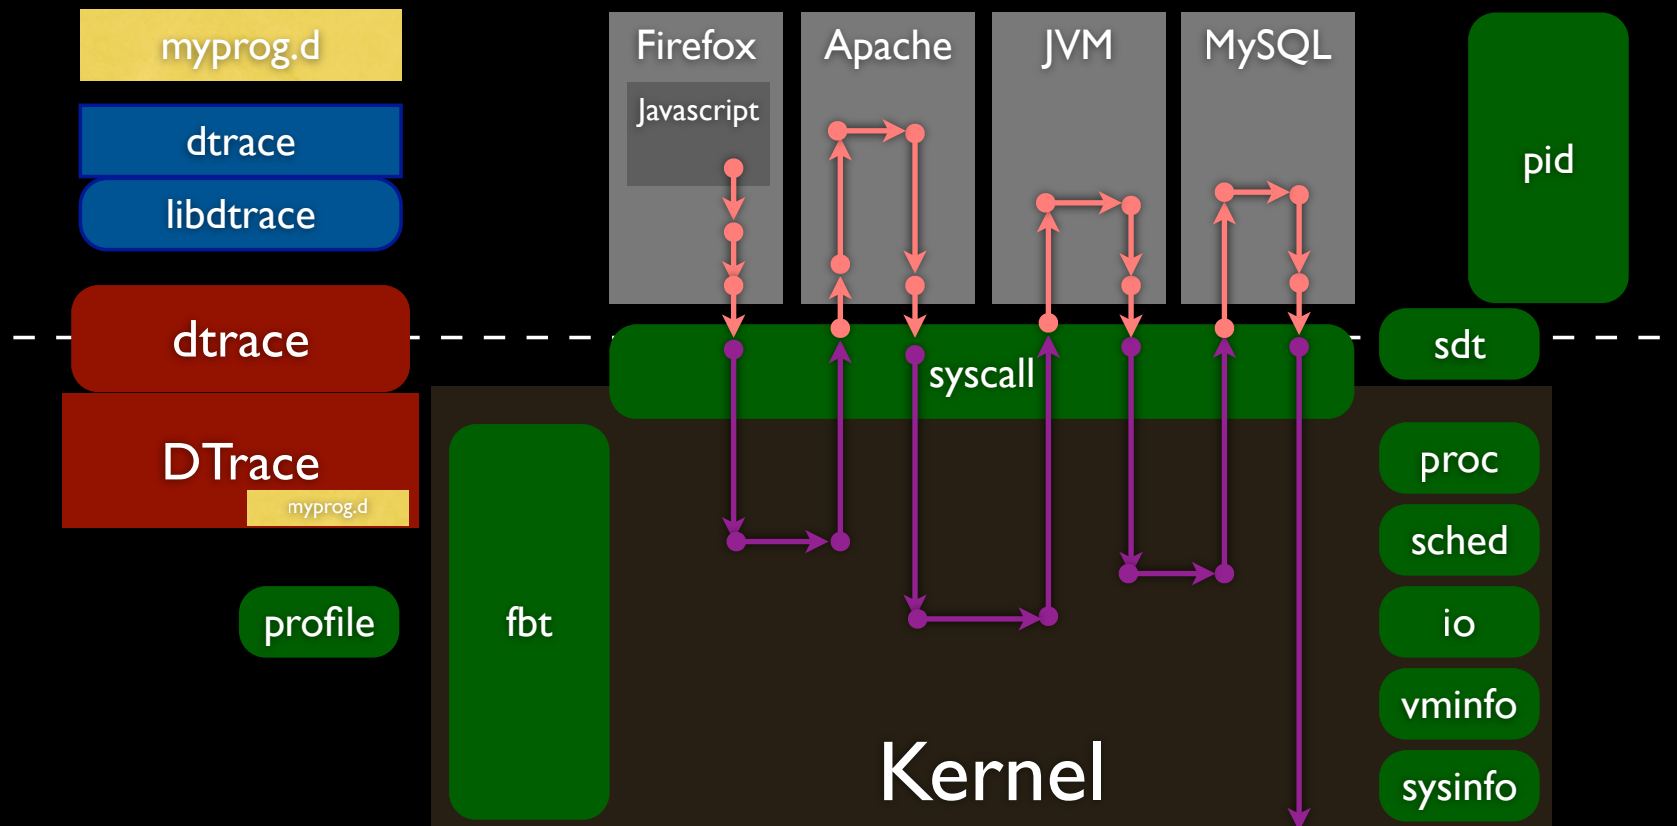 myprog.d
dtrace
libdtrace
dtrace
DTrace
myprog.d
profile
Firefox
Javascript
Apache
JVM
MySQL
syscall
fbt
Kernel
pid
sdt
proc
sched
io
vminfo
sysinfo